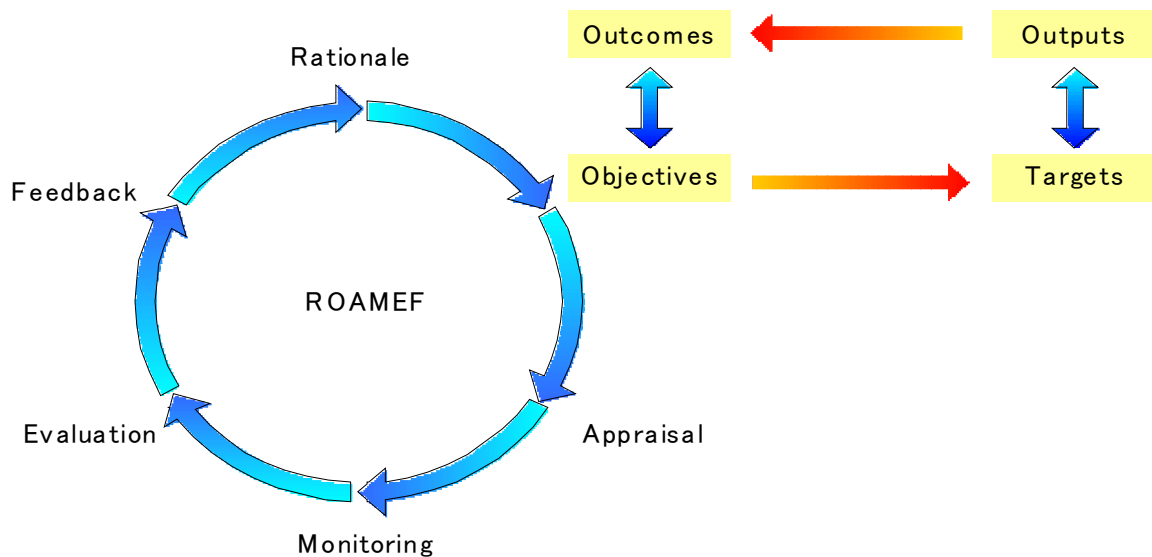 Outcomes
Outputs
Rationale
Objectives
Targets
Feedback
ROAMEF
Evaluation
Appraisal
Monitoring